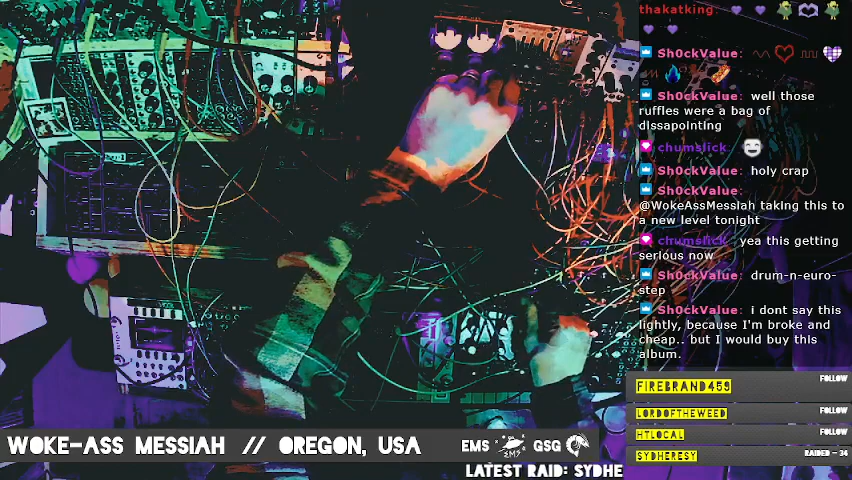 thakatking:
Sh0ckValue:
Sh0ckValue: well those
ruffles were a bag of
dissapointing
chumslick:
Sh0ckValue: holy crap
Sh0ckValue:
@WokeAssMessiah taking this to
a new level tonight
chumslick: yea this getting
serious now
Sh0ckValue: drum-n-euro-
step
Sh0ckValue: i dont say this
lightly, because I'm broke and
cheap.. but I would buy this
album.
FIREBRAND459 FOLLOW
LORDOFTHEWEED FOLLOW
HTLOCAL FOLLOW
SYDHERESY RAIDED - 34
WOKE-ASS MESSIAH // OREGON, USA EMS EMS GSG
LATEST RAID: SYDHE